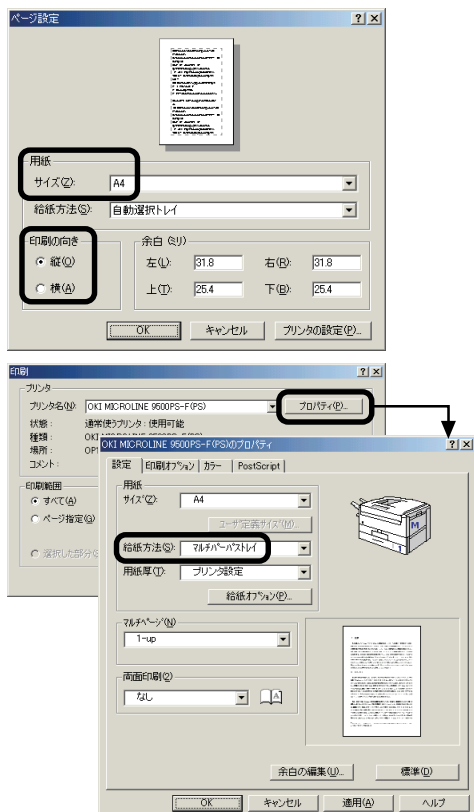 ページ設定
用紙
サイズ(Z): A4
給紙方法(S): 自動選択トレイ
印刷の向き
縦(O)
横(A)
余白 (ミリ)
左(L): 31.8 右(R): 31.8
上(T): 25.4 下(B): 25.4
OK キャンセル プリンタの設定(P)...
印刷
プリンタ
プリンタ名(N): OKI MICROLINE 9500PS-F(PS) プロパティ(P)...
状態: 通常使うプリンタ : 使用可能
種類:
場所: OP1
コメント:
印刷範囲
すべて(A)
ページ指定(G)
選択した部分
OKI MICROLINE 9500PS-F(PS)のプロパティ
設定 印刷オプション カラー PostScript
用紙
サイズ(Z): A4
ユーザ定義サイズ(M)...
給紙方法(S): マルチパーパストレイ
用紙厚(T): プリンタ設定
給紙オプション(P)...
マルチページ(N)
1-up
両面印刷(2)
なし
A
M
1
余白の編集(U)... 標準(D)
OK キャンセル 適用(A) ヘルプ